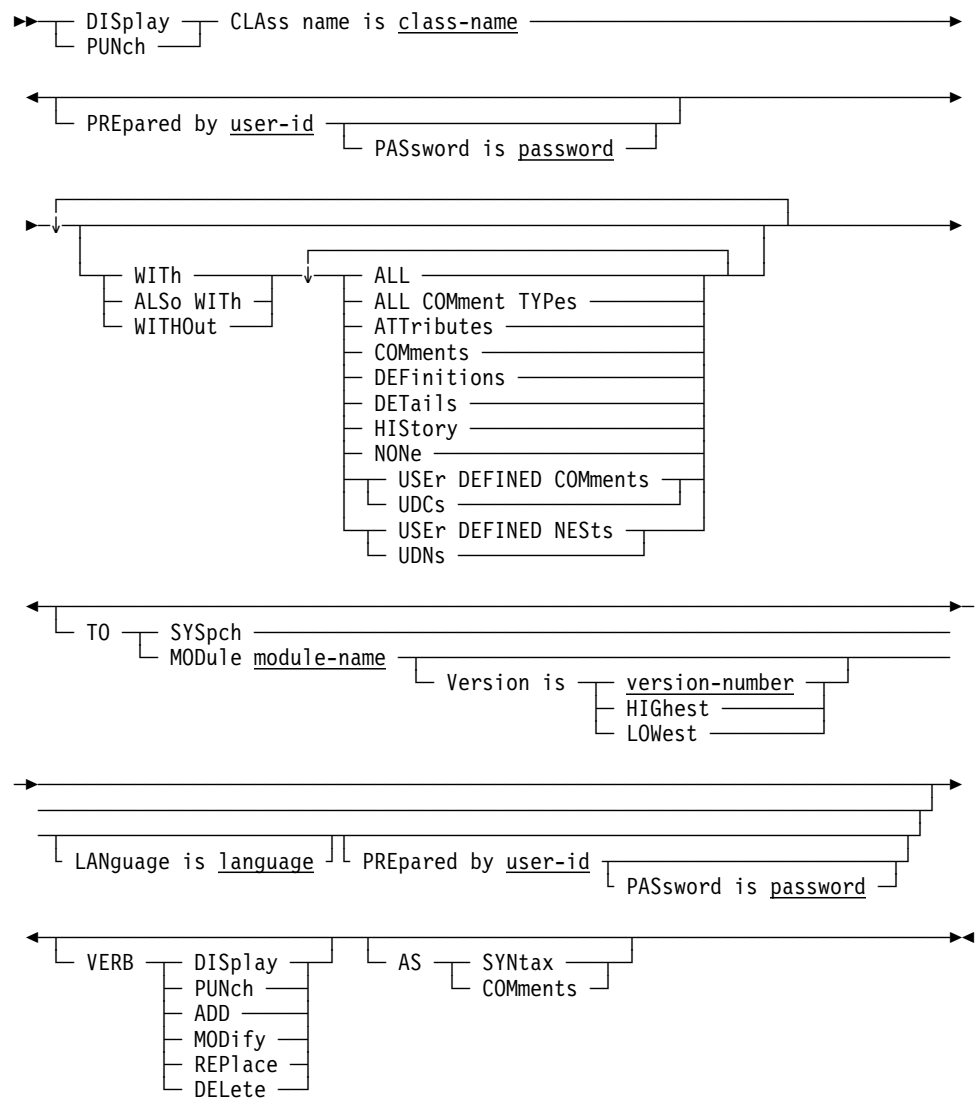 DISplay CLAss name is class-name
PUNch
PREpared by user-id
PASsword is password
WITh ALL
ALSo WITh ALL COMment TYPes
WITHOut ATTributes
COMments
DEFinitions
DETails
HIStory
NONe
USEr DEFINED COMments
UDCs
USEr DEFINED NESts
UDNs
TO SYSpch
MODule module-name
Version is version-number
HIGhest
LOWest
LANguage is language PREpared by user-id
PASsword is password
VERB DISplay AS SYNtax
PUNch COMments
ADD
MODify
REPlace
DELete